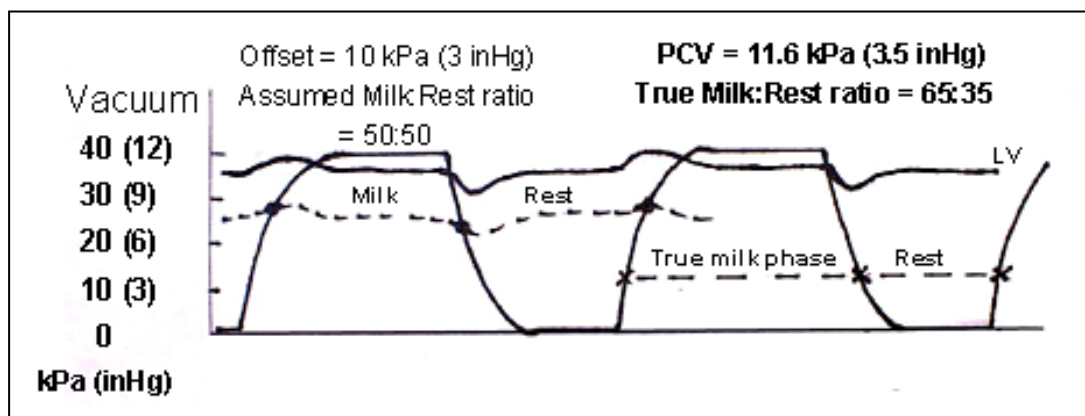 Offset = 10 kPa (3 inHg)
Assumed Milk:Rest ratio
= 50:50
PCV = 11.6 kPa (3.5 inHg)
True Milk:Rest ratio = 65:35
Vacuum
40 (12)
30 (9)
20 (6)
10 (3)
0
kPa (inHg)
LV
Milk
Rest
True milk phase
Rest